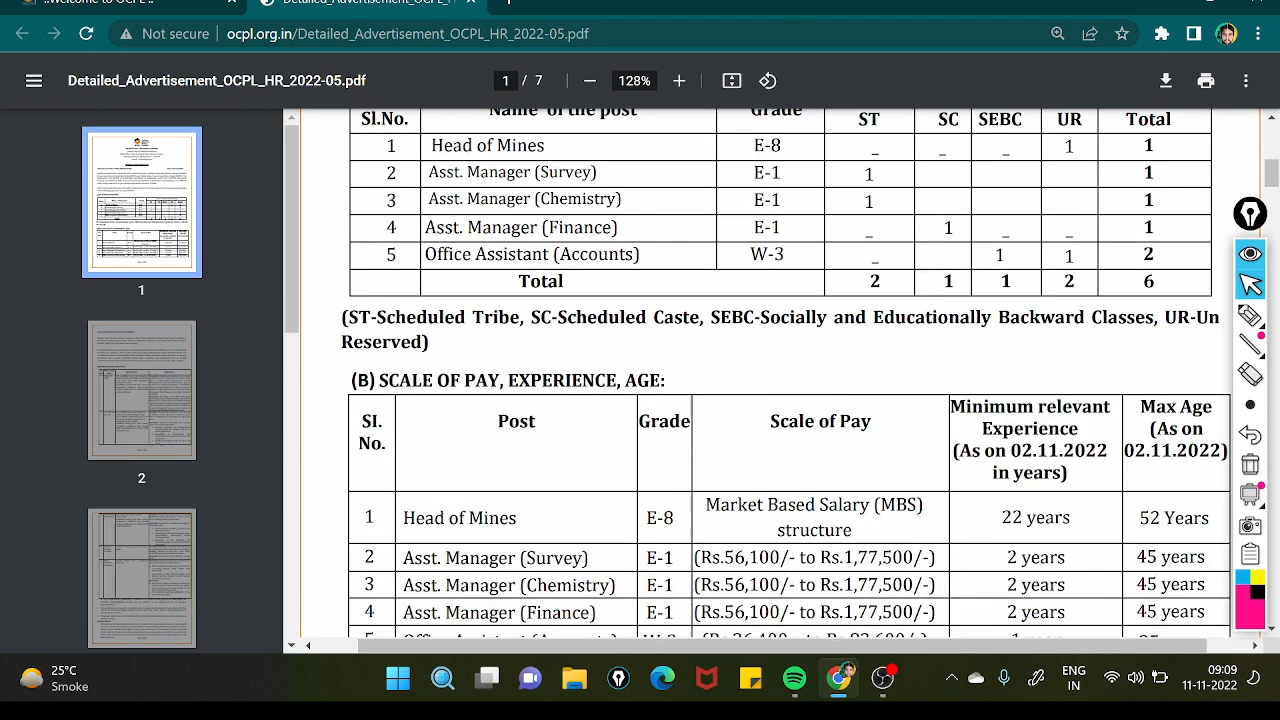 ..Welcome to OCPL..
Detailed_Advertisement_OCPL_HR
Not secure ocpl.org.in/Detailed_Advertisement_OCPL_HR_2022-05.pdf
Detailed_Advertisement_OCPL_HR_2022-05.pdf 1 / 7 128%
Sl.No. Name of the post Grade ST SC SEBC UR Total
1 Head of Mines E-8 _ _ _ 1 1
2 Asst. Manager (Survey) E-1 1 1
3 Asst. Manager (Chemistry) E-1 1 1
4 Asst. Manager (Finance) E-1 _ 1 _ _ 1
5 Office Assistant (Accounts) W-3 _ 1 1 2
Total 2 1 1 2 6
(ST-Scheduled Tribe, SC-Scheduled Caste, SEBC-Socially and Educationally Backward Classes, UR-Un
Reserved)
(B) SCALE OF PAY, EXPERIENCE, AGE:
Sl.
No. Post Grade Scale of Pay Minimum relevant
Experience
(As on 02.11.2022
in years) Max Age
(As on
02.11.2022)
1 Head of Mines E-8 Market Based Salary (MBS)
structure 22 years 52 Years
2 Asst. Manager (Survey) E-1 (Rs.56,100/- to Rs.1,77,500/-) 2 years 45 years
3 Asst. Manager (Chemistry) E-1 (Rs.56,100/- to Rs.1,77,500/-) 2 years 45 years
4 Asst. Manager (Finance) E-1 (Rs.56,100/- to Rs.1,77,500/-) 2 years 45 years
1
2
3
25°C
Smoke
ENG
IN
09:09
11-11-2022